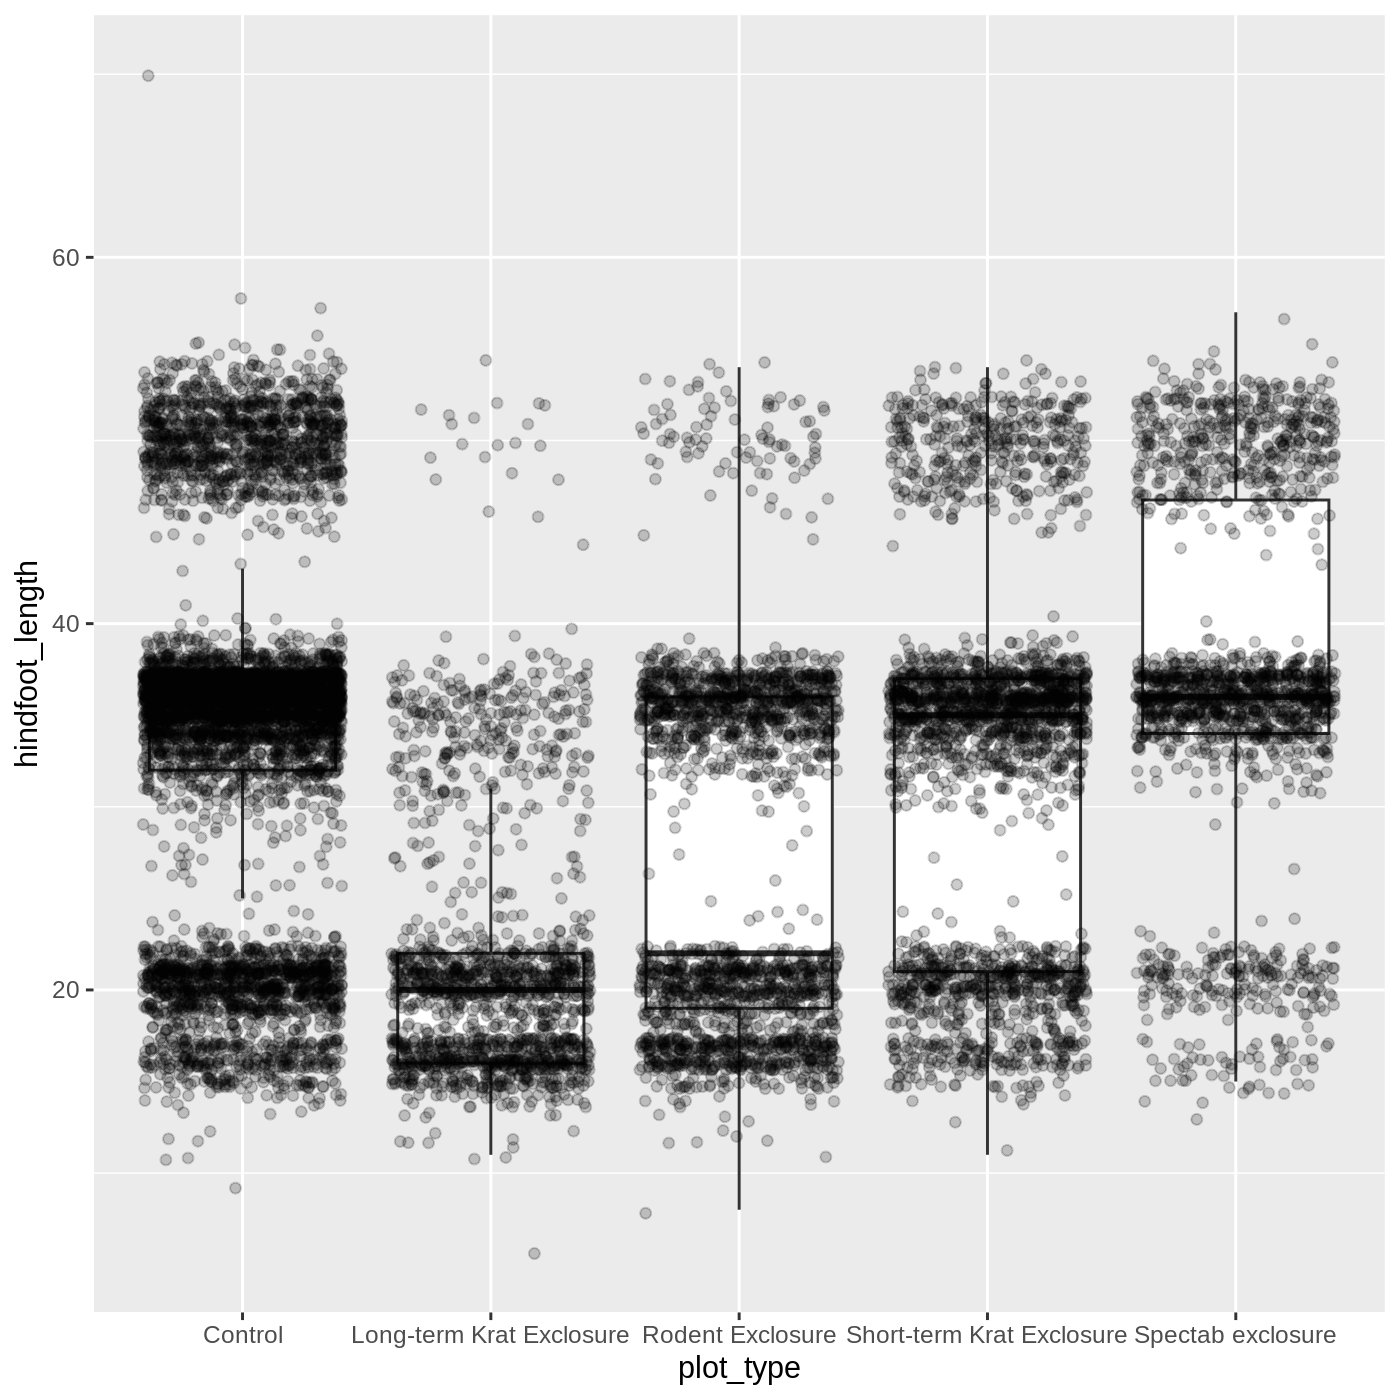 hindfoot_length
60
40
20
Control Long-term Krat Exclosure Rodent Exclosure Short-term Krat Exclosure Spectab exclosure
plot_type